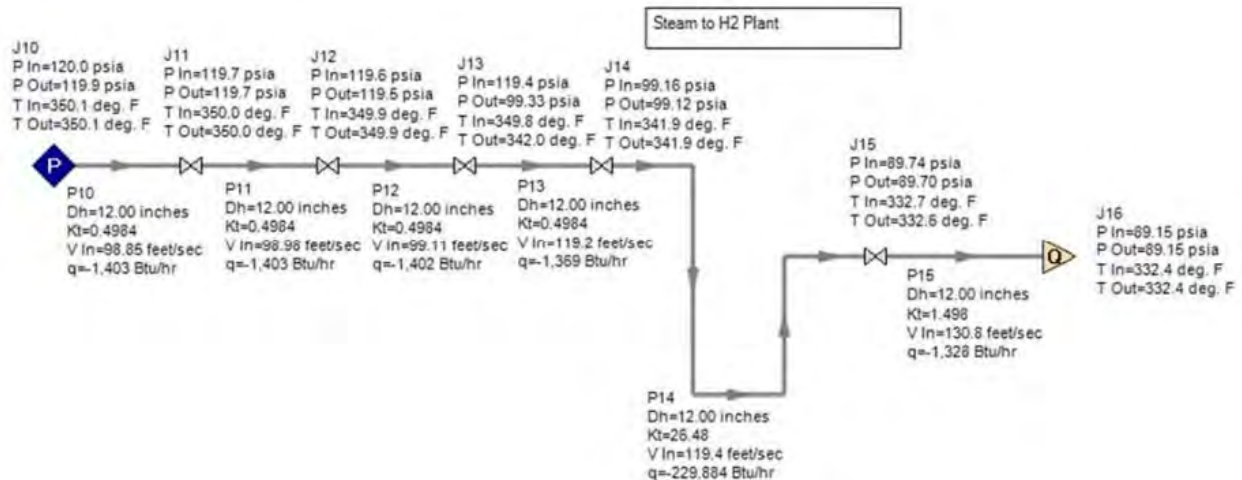 Steam to H2 Plant
J10
P In=120.0 psia
P Out=119.9 psia
T In=350.1 deg. F
T Out=350.1 deg. F
J11
P In=119.7 psia
P Out=119.7 psia
T In=350.0 deg. F
T Out=350.0 deg. F
J12
P In=119.6 psia
P Out=119.5 psia
T In=349.9 deg. F
T Out=349.9 deg. F
J13
P In=119.4 psia
P Out=99.33 psia
T In=349.8 deg. F
T Out=342.0 deg. F
J14
P In=99.16 psia
P Out=99.12 psia
T In=341.9 deg. F
T Out=341.9 deg. F
P
P10
Dh=12.00 inches
Kt=0.4984
V In=98.85 feet/sec
q=-1,403 Btu/hr
P11
Dh=12.00 inches
Kt=0.4984
V In=98.98 feet/sec
q=-1,403 Btu/hr
P12
Dh=12.00 inches
Kt=0.4984
V In=99.11 feet/sec
q=-1,402 Btu/hr
P13
Dh=12.00 inches
Kt=0.4984
V In=119.2 feet/sec
q=-1,369 Btu/hr
J15
P In=89.74 psia
P Out=89.70 psia
T In=332.7 deg. F
T Out=332.6 deg. F
Q
J16
P In=89.15 psia
P Out=89.15 psia
T In=332.4 deg. F
T Out=332.4 deg. F
P15
Dh=12.00 inches
Kt=1.498
V In=130.8 feet/sec
q=-1,328 Btu/hr
P14
Dh=12.00 inches
Kt=26.48
V In=119.4 feet/sec
q=-229,884 Btu/hr